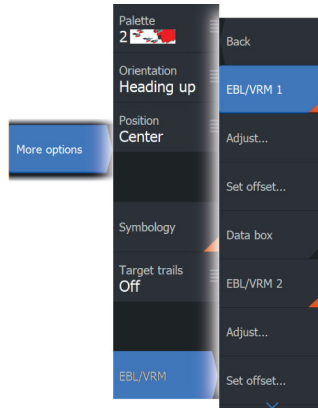 More options
Palette
2
Orientation
Heading up
Position
Center
Symbology
Target trails
Off
EBL/VRM
Back
EBL/VRM 1
Adjust...
Set offset...
Data box
EBL/VRM 2
Adjust...
Set offset...